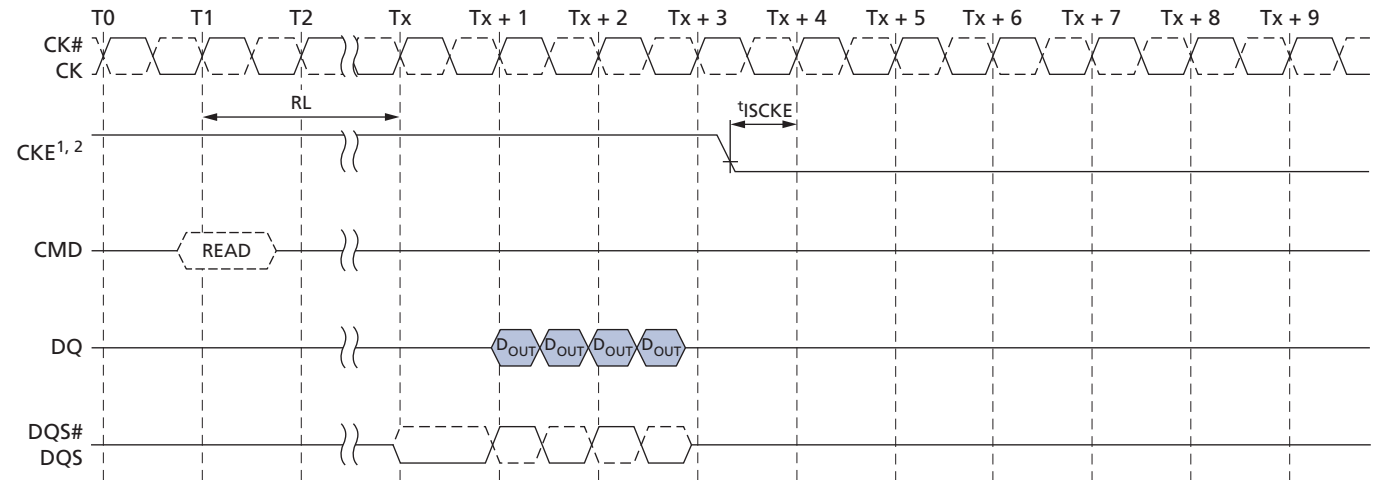 T0 T1 T2 Tx Tx + 1 Tx + 2 Tx + 3 Tx + 4 Tx + 5 Tx + 6 Tx + 7 Tx + 8 Tx + 9
CK#
CK
RL
tISCKE
CKE1, 2
CMD READ
DQ DOUT DOUT DOUT DOUT
DQS#
DQS